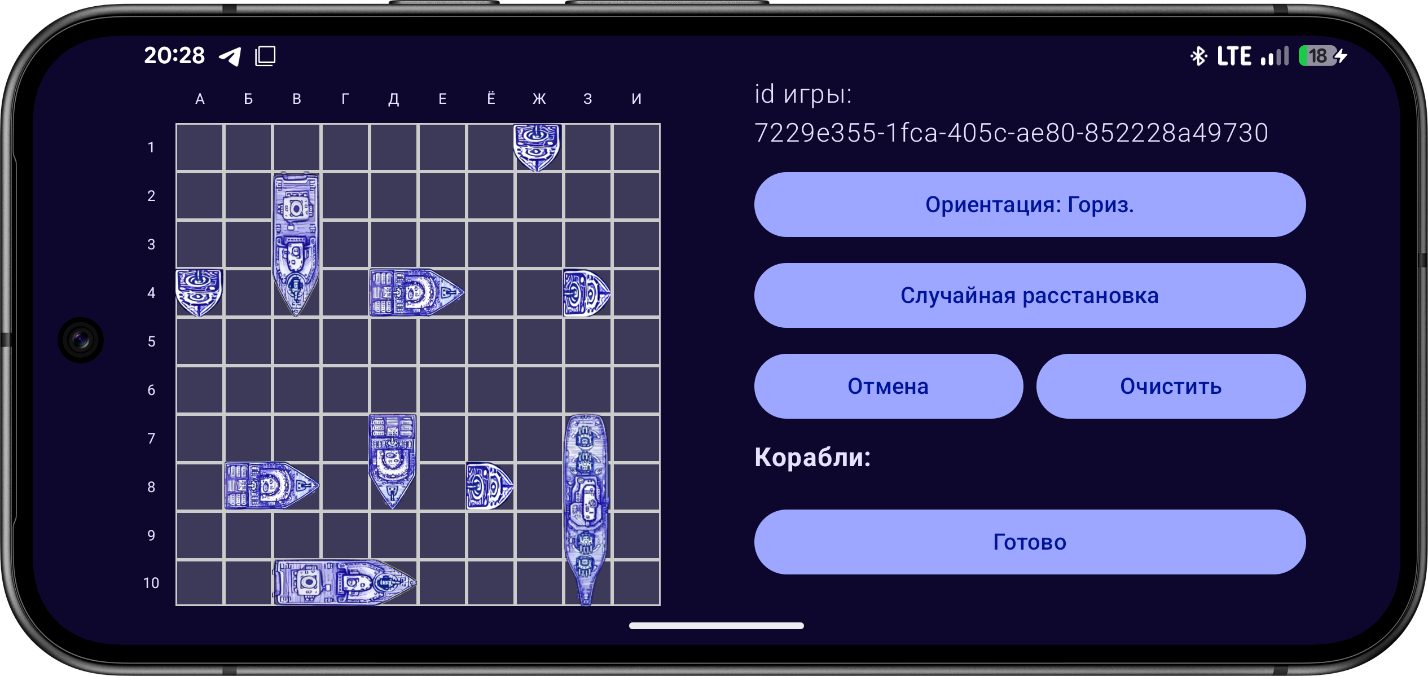 20:28
LTE
18
А Б В Г Д Е Ё Ж З И
1
2
3
4
5
6
7
8
9
10
id игры:
7229e355-1fca-405c-ae80-852228a49730
Ориентация: Гориз.
Случайная расстановка
Отмена
Очистить
Корабли:
Готово